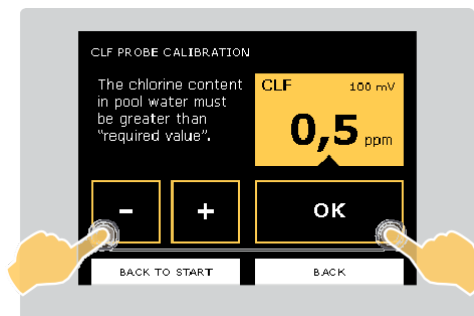 CLF PROBE CALIBRATION
The chlorine content
in pool water must
be greater than
"required value".
CLF 100 mV
0,5 ppm
- + OK
BACK TO START BACK